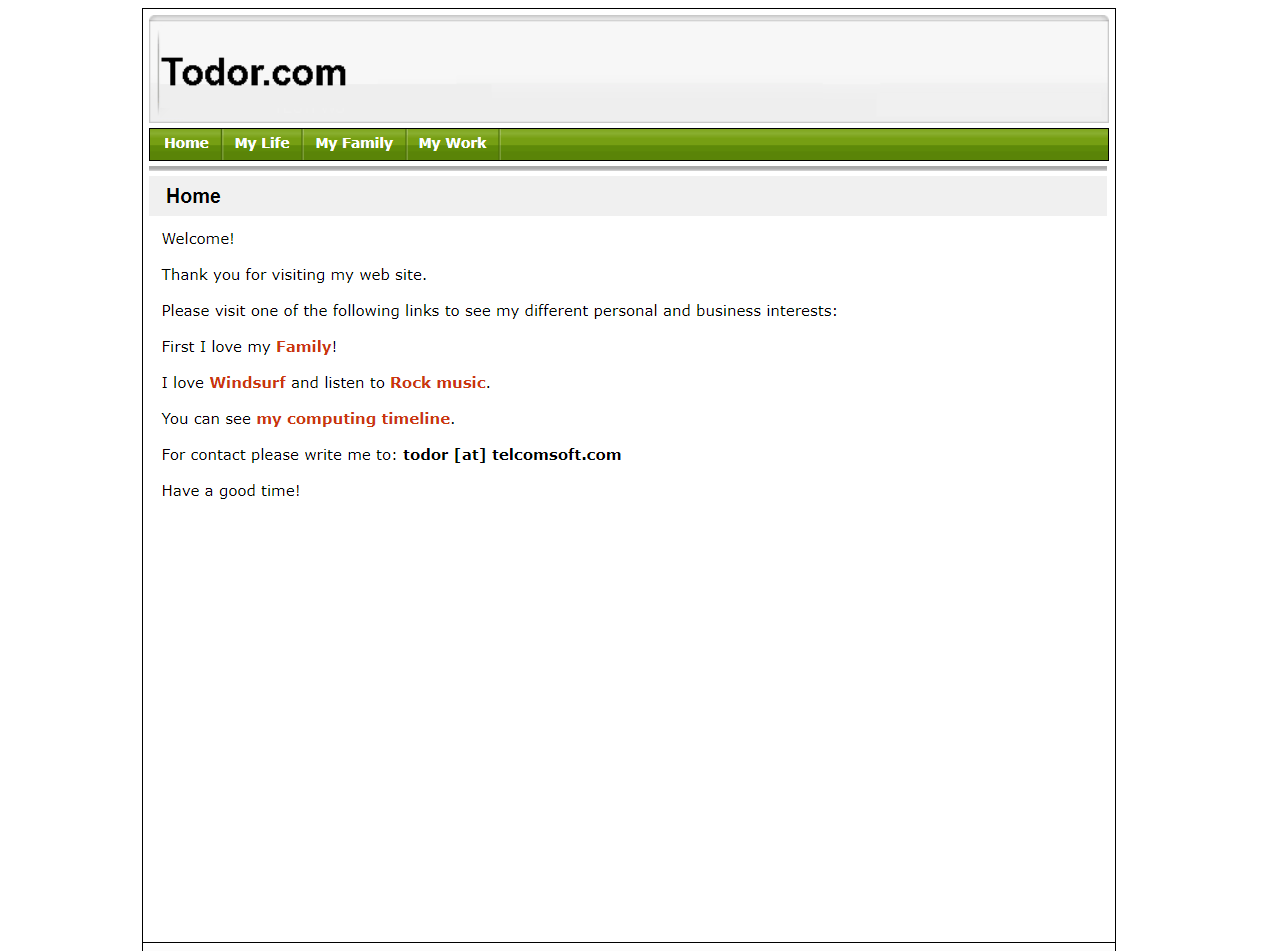 Todor.com
Home My Life My Family My Work
Home
Welcome!
Thank you for visiting my web site.
Please visit one of the following links to see my different personal and business interests:
First I love my Family!
I love Windsurf and listen to Rock music.
You can see my computing timeline.
For contact please write me to: todor [at] telcomsoft.com
Have a good time!